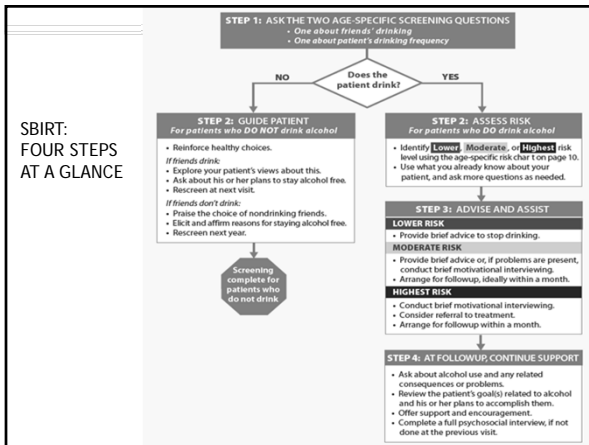 SBIRT:
FOUR STEPS
AT A GLANCE
STEP 1: ASK THE TWO AGE-SPECIFIC SCREENING QUESTIONS
• One about friends' drinking
• One about patient's drinking frequency
Does the
patient drink?
NO
YES
STEP 2: GUIDE PATIENT
For patients who DO NOT drink alcohol
• Reinforce healthy choices.
If friends drink:
• Explore your patient's views about this.
• Ask about his or her plans to stay alcohol free.
• Rescreen at next visit.
If friends don't drink:
• Praise the choice of nondrinking friends.
• Elicit and affirm reasons for staying alcohol free.
• Rescreen next year.
Screening
complete for
patients who
do not drink
STEP 2: ASSESS RISK
For patients who DO drink alcohol
• Identify Lower, Moderate, or Highest risk
level using the age-specific risk char t on page 10.
• Use what you already know about your
patient, and ask more questions as needed.
STEP 3: ADVISE AND ASSIST
LOWER RISK
• Provide brief advice to stop drinking.
MODERATE RISK
• Provide brief advice or, if problems are present,
conduct brief motivational interviewing.
• Arrange for followup, ideally within a month.
HIGHEST RISK
• Conduct brief motivational interviewing.
• Consider referral to treatment.
• Arrange for followup within a month.
STEP 4: AT FOLLOWUP, CONTINUE SUPPORT
• Ask about alcohol use and any related
consequences or problems.
• Review the patient's goal(s) related to alcohol
and his or her plans to accomplish them.
• Offer support and encouragement.
• Complete a full psychosocial interview, if not
done at the previous visit.